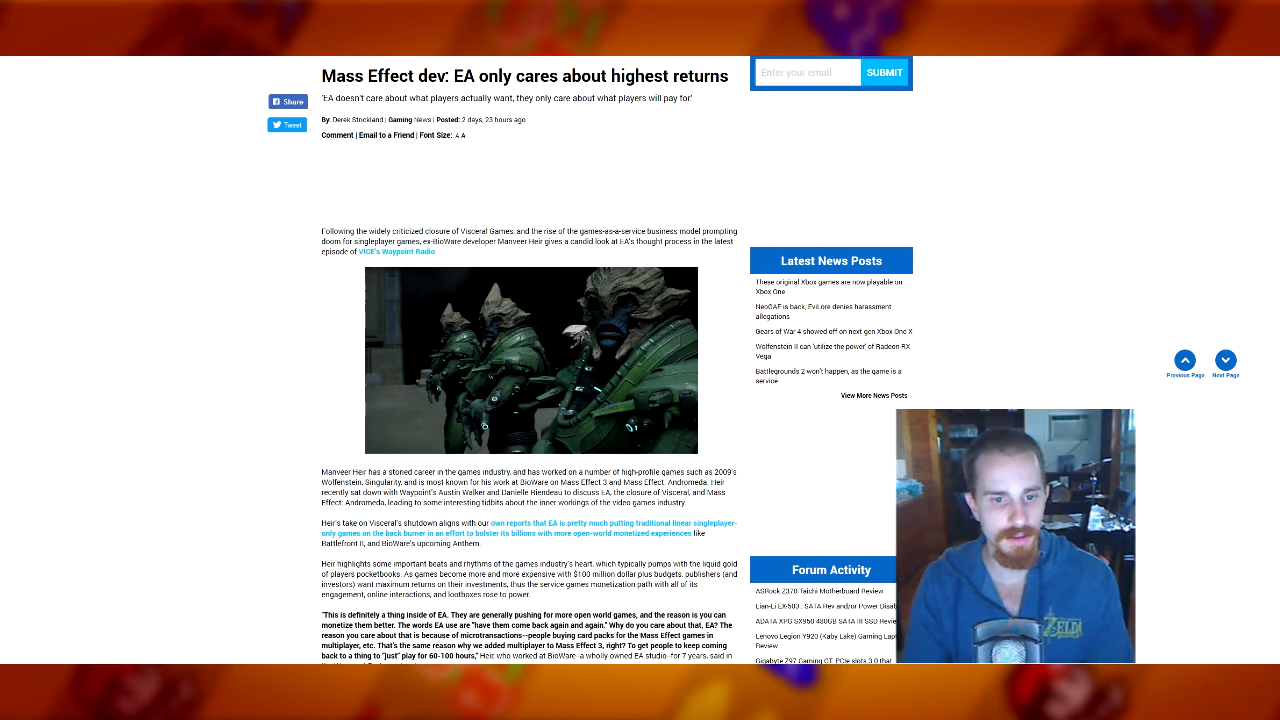 Mass Effect dev: EA only cares about highest returns
'EA doesn't care about what players actually want, they only care about what players will pay for.'
Share
Tweet
By: Derek Strickland | Gaming News | Posted: 2 days, 23 hours ago
Comment | Email to a Friend | Font Size: A A
Following the widely criticized closure of Visceral Games, and the rise of the games-as-a-service business model prompting
doom for singleplayer games, ex-BioWare developer Manveer Heir gives a candid look at EA's thought process in the latest
episode of VICE's Waypoint Radio.
Manveer Heir has a storied career in the games industry, and has worked on a number of high-profile games such as 2009's
Wolfenstein, Singularity, and is most known for his work at BioWare on Mass Effect 3 and Mass Effect: Andromeda. Heir
recently sat down with Waypoint's Austin Walker and Danielle Riendeau to discuss EA, the closure of Visceral, and Mass
Effect: Andromeda, leading to some interesting tidbits about the inner workings of the video games industry.
Heir's take on Visceral's shutdown aligns with our own reports that EA is pretty much putting traditional linear singleplayer-
only games on the back burner in an effort to bolster its billions with more open-world monetized experiences like
Battlefront II, and BioWare's upcoming Anthem.
Heir highlights some important beats and rhythms of the games industry's heart, which typically pumps with the liquid gold
of players pocketbooks. As games become more and more expensive with $100 million dollar plus budgets, publishers (and
investors) want maximum returns on their investments, thus the service games monetization path with all of its
engagement, online interactions, and lootboxes rose to power.
"This is definitely a thing inside of EA. They are generally pushing for more open world games, and the reason is you can
monetize them better. The words EA use are "have them come back again and again." Why do you care about that, EA? The
reason you care about that is because of microtransactions--people buying card packs for the Mass Effect games in
multiplayer, etc. That's the same reason why we added multiplayer to Mass Effect 3, right? To get people to keep coming
back to a thing to "just" play for 60-100 hours," Heir, who worked at BioWare--a wholly owned EA studio--for 7 years, said in
Enter your email
SUBMIT
Latest News Posts
These original Xbox games are now playable on
Xbox One
NeoGAF is back, EviLore denies harassment
allegations
Gears of War 4 showed off on next-gen Xbox One X
Wolfenstein II can 'utilize the power' of Radeon RX
Vega
Battlegrounds 2 won't happen, as the game is a
service
View More News Posts
Previous Page
Next Page
Forum Activity
ASRock Z370 Taichi Motherboard Review
Lian-Li EX-503 . SATA Rev and/or Power Disab
ADATA XPG SX950 480GB SATA III SSD Revie
Lenovo Legion Y920 (Kaby Lake) Gaming Lap
Review
Gigabyte Z97 Gaming GT, PCIe slots 3.0 that
ZELDA